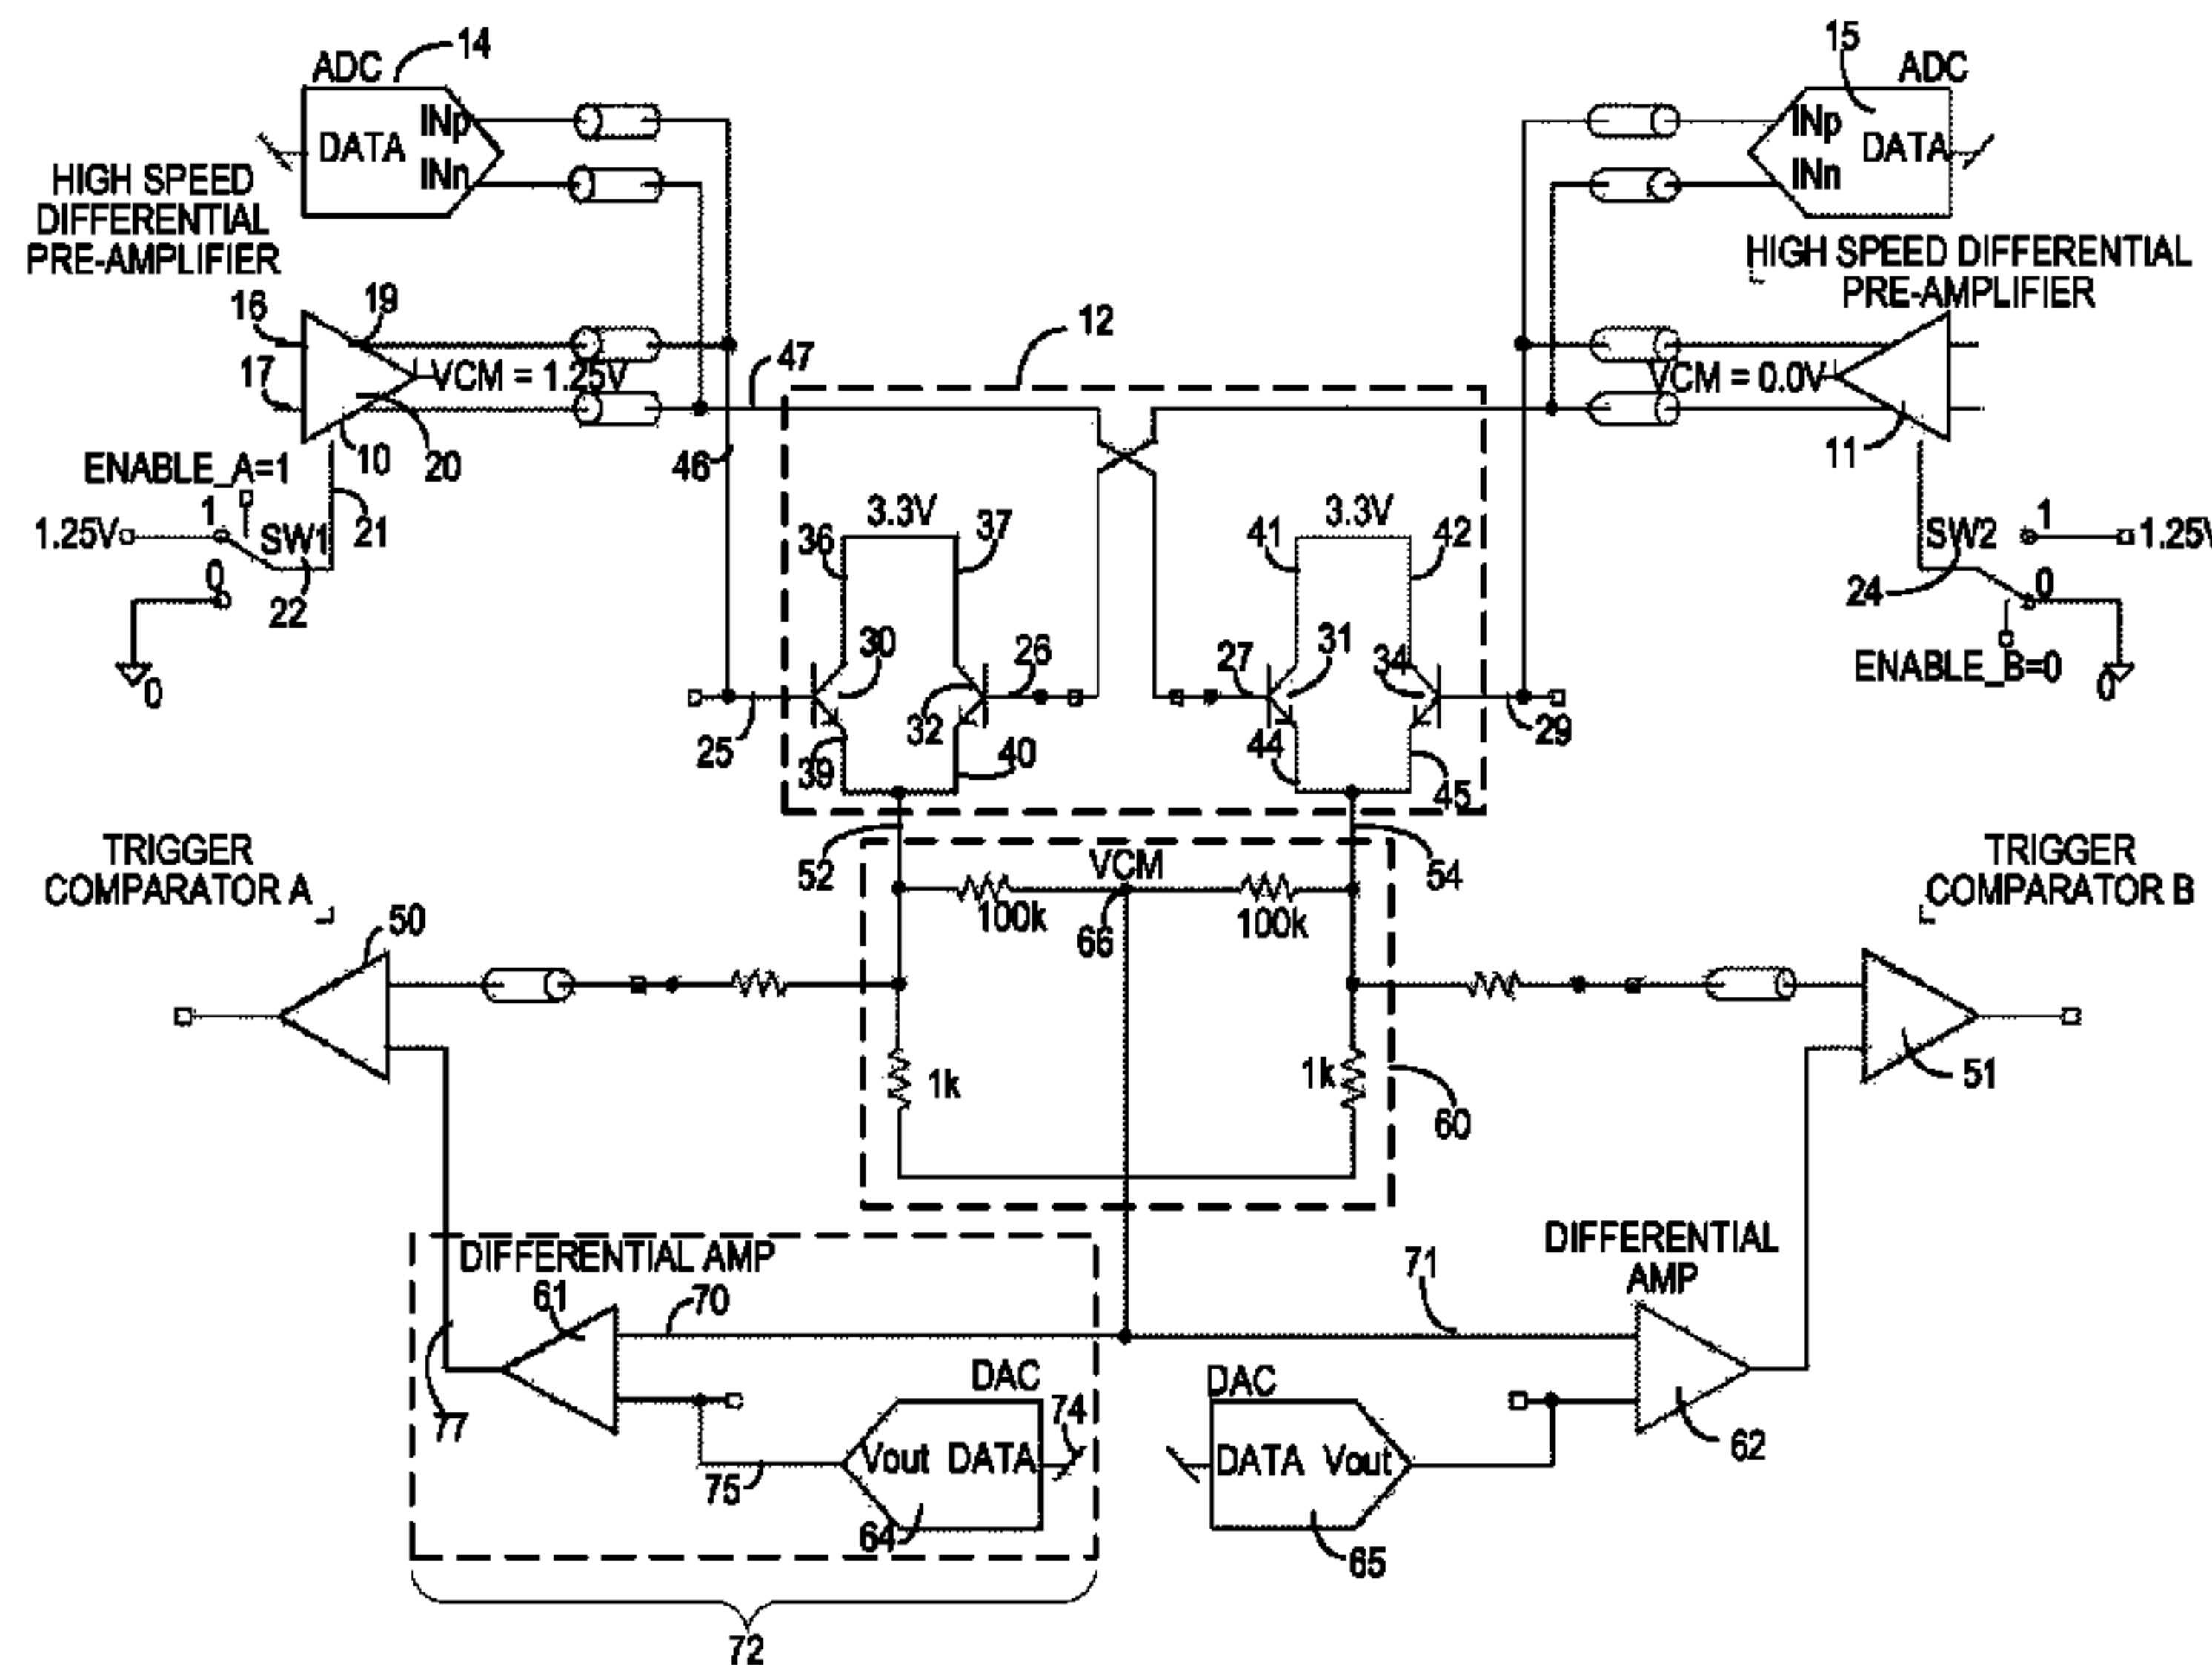 14
ADC
INp
DATA
INn
15
ADC
INp
DATA
INn
HIGH SPEED
DIFFERENTIAL
PRE-AMPLIFIER
HIGH SPEED DIFFERENTIAL
PRE-AMPLIFIER
16
19
17
VCM = 1.25V
10
20
12
47
46
VCM = 0.0V
11
ENABLE_A=1
1
1.25V
SW1
21
0
22
0
SW2
1
1.25V
24
0
ENABLE_B=0
0
3.3V
36
37
3.3V
41
42
30
26
32
25
39
40
27
31
34
29
44
45
52
54
VCM
100k
66
100k
TRIGGER
COMPARATOR A
50
TRIGGER
COMPARATOR B
51
1k
1k
60
DIFFERENTIAL AMP
61
70
71
DIFFERENTIAL
AMP
62
77
DAC
74
Vout DATA
75
64
DAC
DATA Vout
65
72